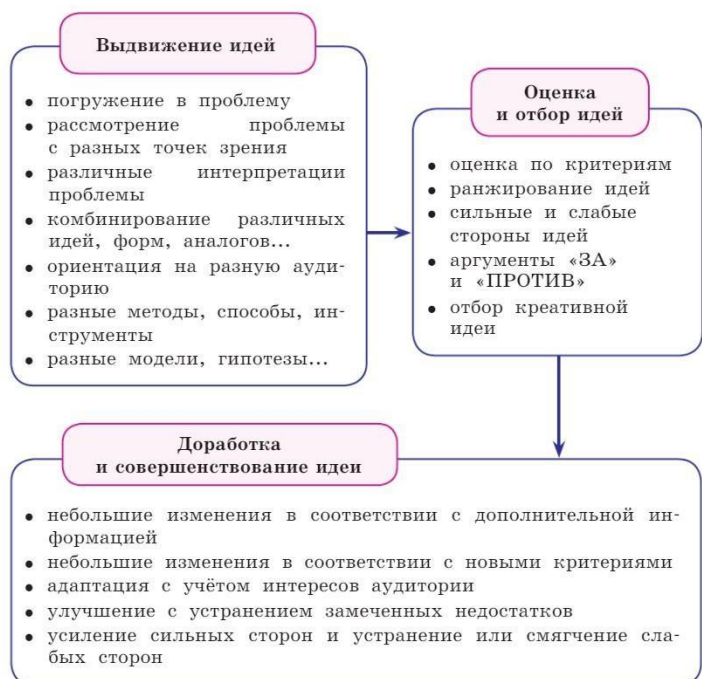 Выдвижение идей
• погружение в проблему
• рассмотрение проблемы
с разных точек зрения
• различные интерпретации
проблемы
• комбинирование различных
идей, форм, аналогов...
• ориентация на разную ауди-
торию
• разные методы, способы, ин-
струменты
• разные модели, гипотезы...
Оценка
и отбор идей
• оценка по критериям
• ранжирование идей
• сильные и слабые
стороны идей
• аргументы «ЗА»
и «ПРОТИВ»
• отбор креативной
идеи
Доработка
и совершенствование идеи
• небольшие изменения в соответствии с дополнительной ин-
формацией
• небольшие изменения в соответствии с новыми критериями
• адаптация с учётом интересов аудитории
• улучшение с устранением замеченных недостатков
• усиление сильных сторон и устранение или смягчение сла-
бых сторон